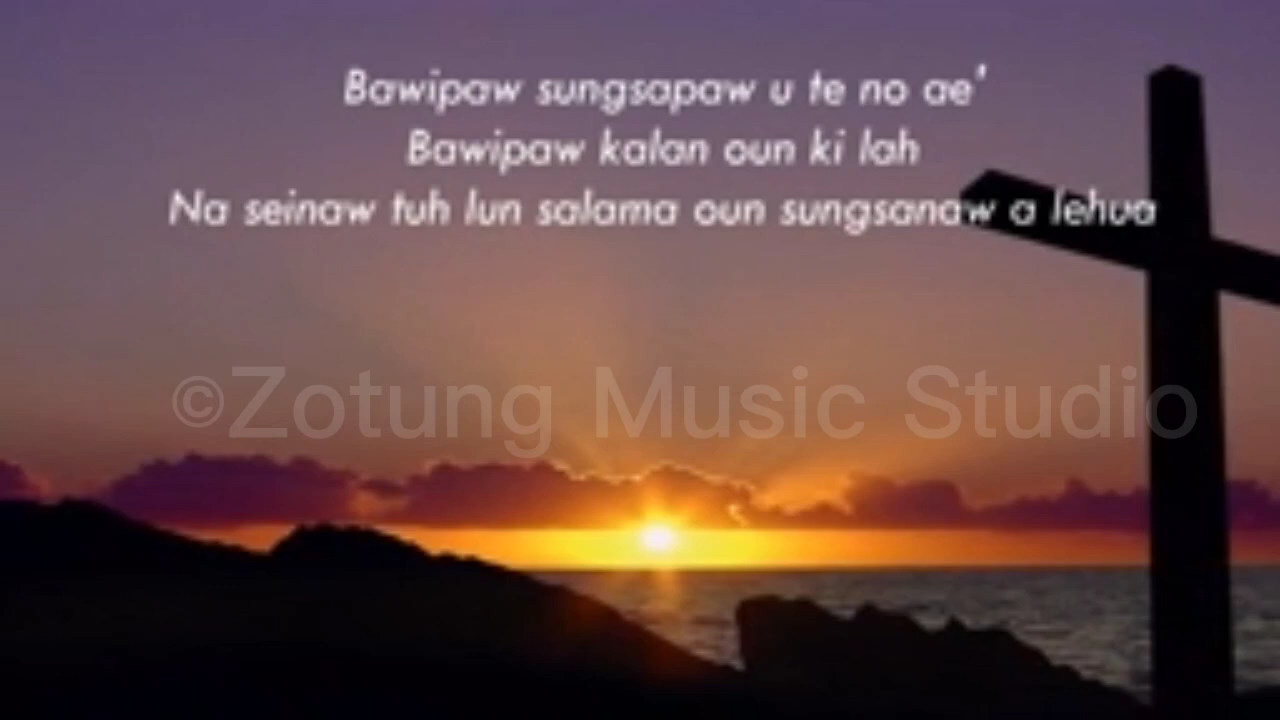 Bawipaw sungsapaw u te no ae'
Bawipaw kalan oun ki lah
Na seinaw tuh lun salama oun sungsanaw a lehua
©Zotung Music Studio